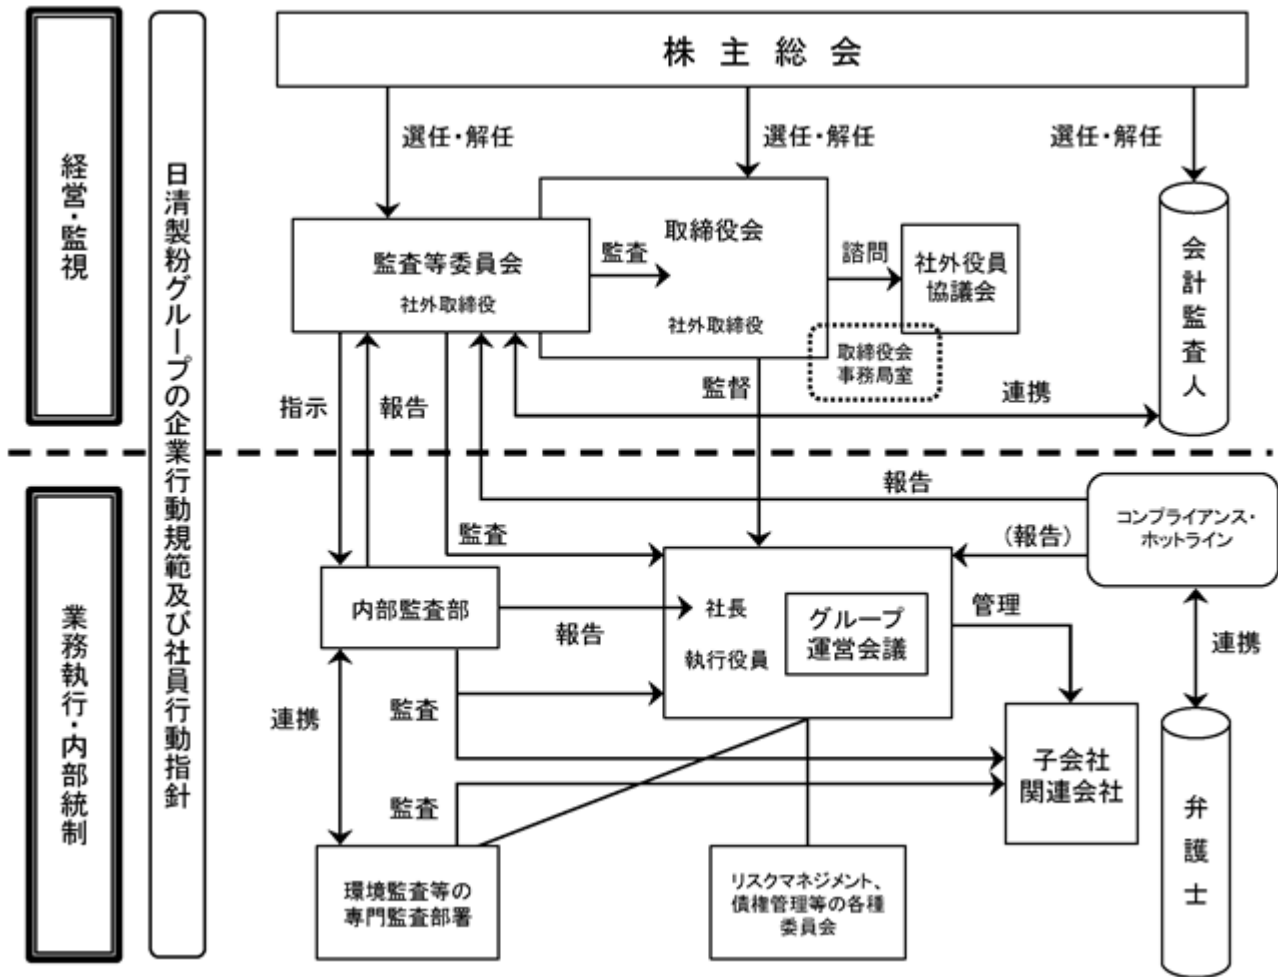 株主総会
経営・監視
日清製粉グループの企業行動規範及び社員行動指針
選任・解任
選任・解任
選任・解任
監査等委員会
社外取締役
監査
取締役会
社外取締役
諮問
社外役員
協議会
会計監査人
取締役会
事務局室
指示
報告
監督
連携
業務執行・内部統制
報告
コンプライアンス・
ホットライン
監査
(報告)
内部監査部
報告
社長
執行役員
グループ
運営会議
管理
連携
連携
監査
子会社
関連会社
監査
弁護士
環境監査等の
専門監査部署
リスクマネジメント、
債権管理等の各種
委員会